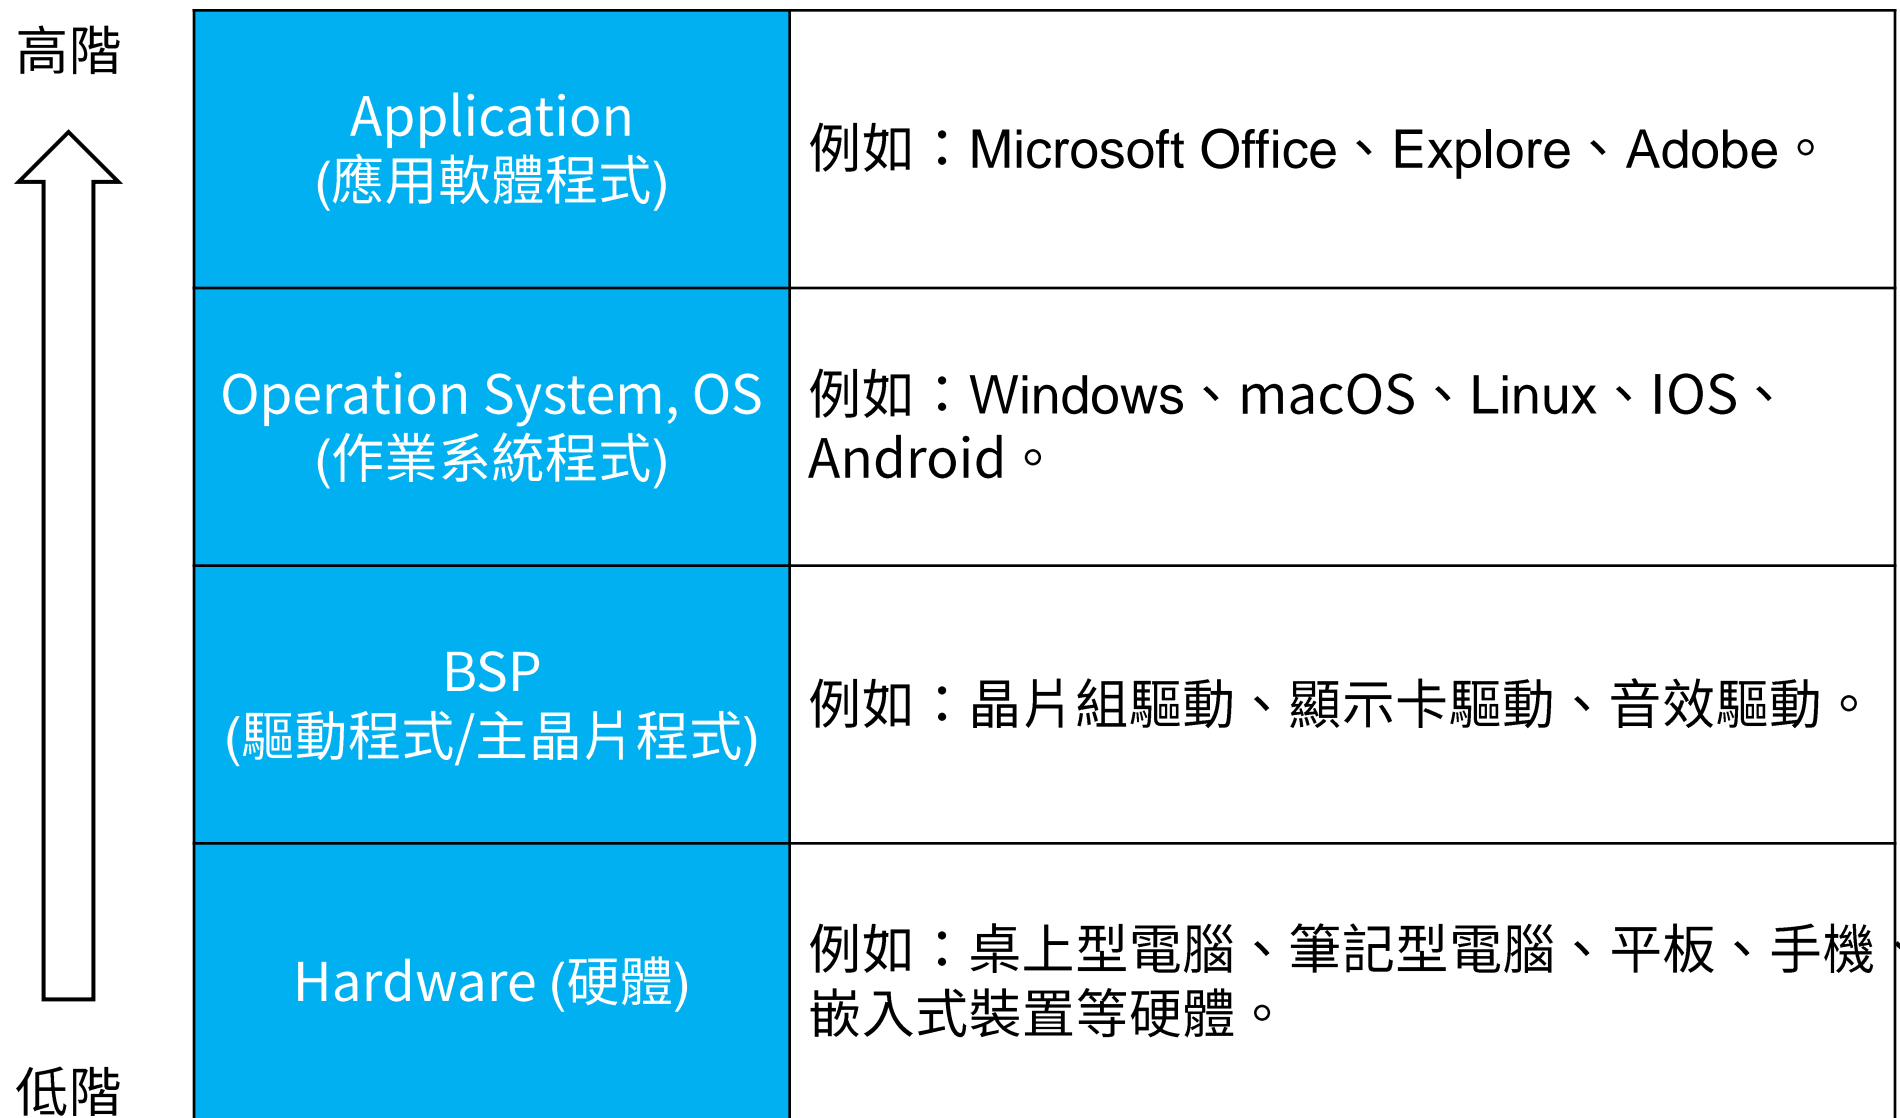 高階
Application
(應用軟體程式)
例如：Microsoft Office、Explore、Adobe。
Operation System, OS
(作業系統程式)
例如：Windows、macOS、Linux、IOS、
Android。
BSP
(驅動程式/主晶片程式)
例如：晶片組驅動、顯示卡驅動、音效驅動。
Hardware (硬體)
例如：桌上型電腦、筆記型電腦、平板、手機、
嵌入式裝置等硬體。
低階